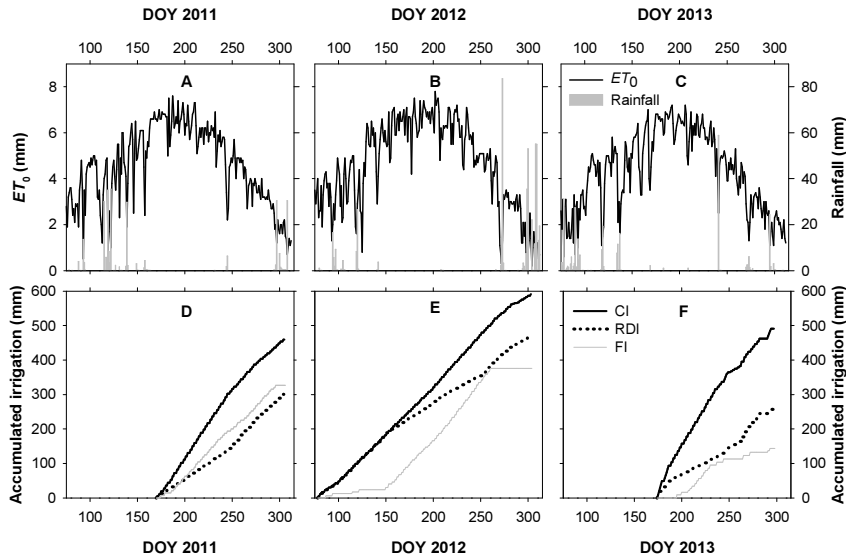 DOY 2011 DOY 2012 DOY 2013
100 150 200 250 300 100 150 200 250 300 100 150 200 250 300
A B C
ET0
Rainfall
8 80
6 60
4 40
2 20
0 0
ET0 (mm)
Rainfall (mm)
600 600
500 500
400 400
300 300
200 200
100 100
0 0
D E F
CI
RDI
FI
Accumulated irrigation (mm)
Accumulated irrigation (mm)
100 150 200 250 300 100 150 200 250 300 100 150 200 250 300
DOY 2011 DOY 2012 DOY 2013